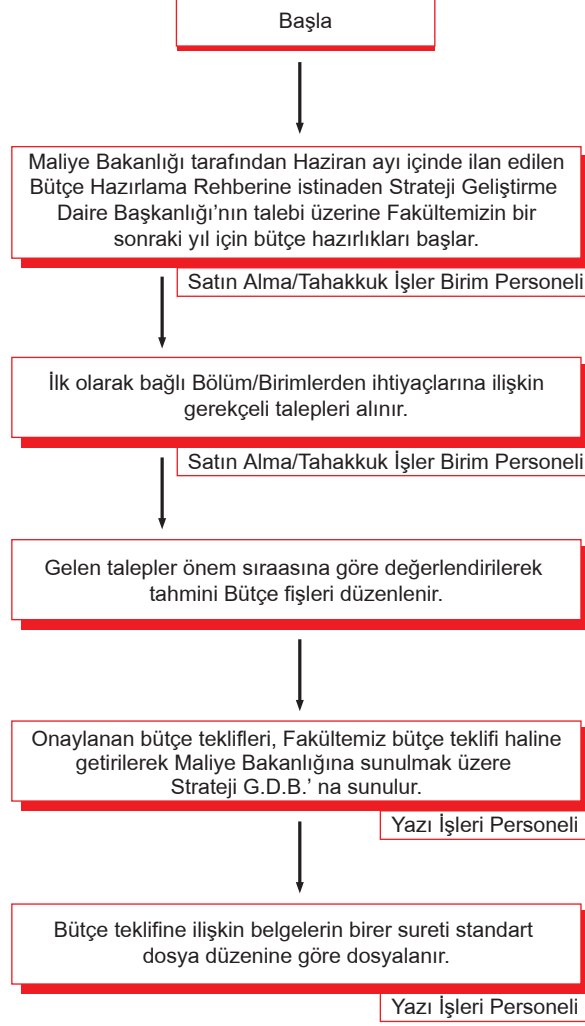 Başla
Maliye Bakanlığı tarafından Haziran ayı içinde ilan edilen
Bütçe Hazırlama Rehberine istinaden Strateji Geliştirme
Daire Başkanlığı’nın talebi üzerine Fakültemizin bir
sonraki yıl için bütçe hazırlıkları başlar.
Satın Alma/Tahakkuk İşler Birim Personeli
İlk olarak bağlı Bölüm/Birimlerden ihtiyaçlarına ilişkin
gerekçeli talepleri alınır.
Satın Alma/Tahakkuk İşler Birim Personeli
Gelen talepler önem sıraasına göre değerlendirilerek
tahmini Bütçe fişleri düzenlenir.
Onaylanan bütçe teklifleri, Fakültemiz bütçe teklifi haline
getirilerek Maliye Bakanlığına sunulmak üzere
Strateji G.D.B.’ na sunulur.
Yazı İşleri Personeli
Bütçe teklifine ilişkin belgelerin birer sureti standart
dosya düzenine göre dosyalanır.
Yazı İşleri Personeli